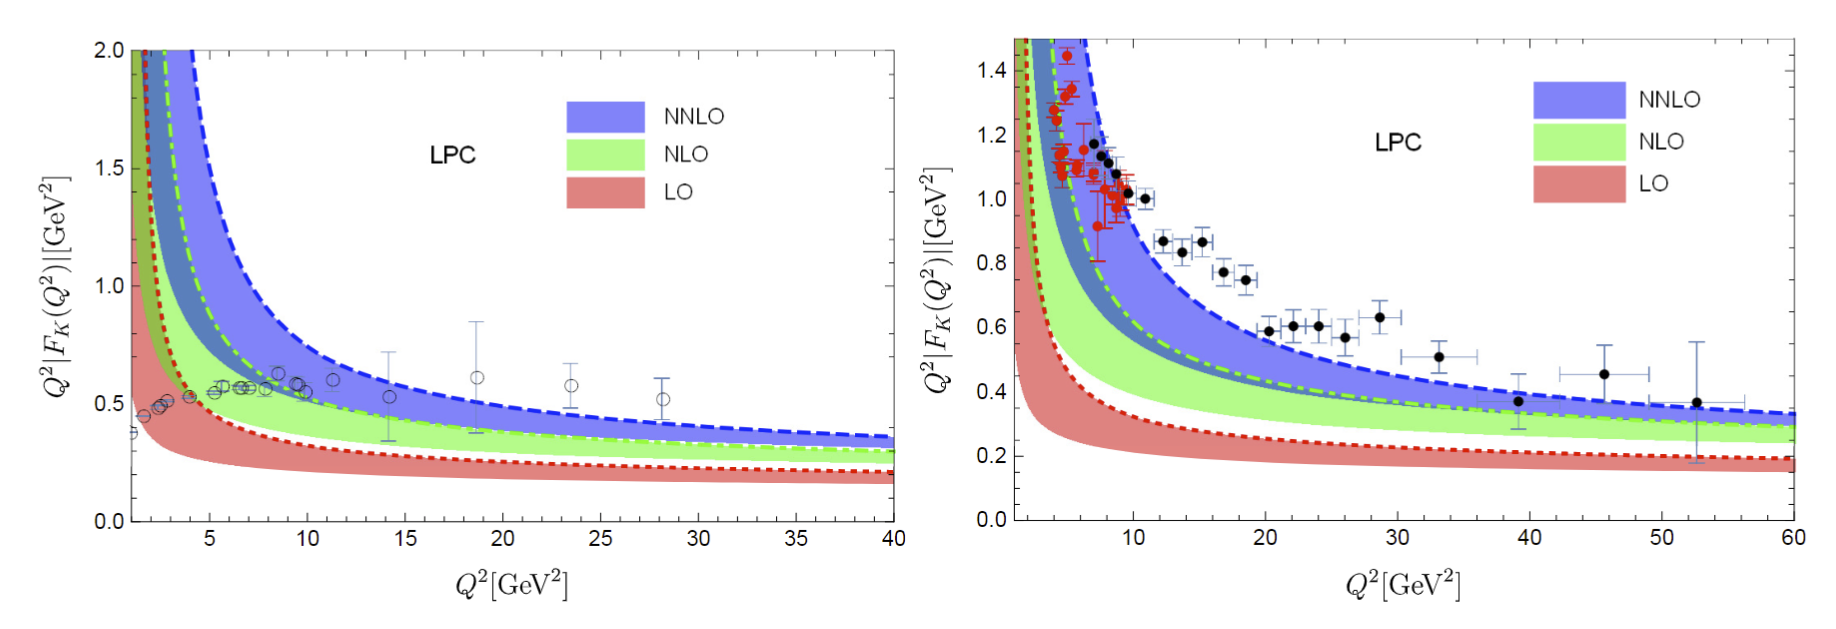 2.0
1.5
1.0
0.5
0.0
5 10 15 20 25 30 35 40
Q²|F_K(Q²)|[GeV²]
Q²[GeV²]
LPC
NNLO
NLO
LO
1.4
1.2
1.0
0.8
0.6
0.4
0.2
0.0
10 20 30 40 50 60
Q²|F_K(Q²)|[GeV²]
Q²[GeV²]
LPC
NNLO
NLO
LO